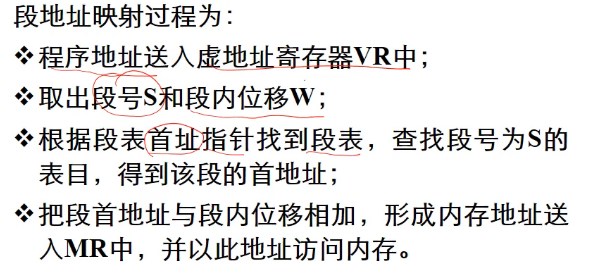 段地址映射过程为：
❖程序地址送入虚地址寄存器VR中；
❖取出段号S和段内位移W；
❖根据段表首址指针找到段表，查找段号为S的
表目，得到该段的首地址；
❖把段首地址与段内位移相加，形成内存地址送
入MR中，并以此地址访问内存。